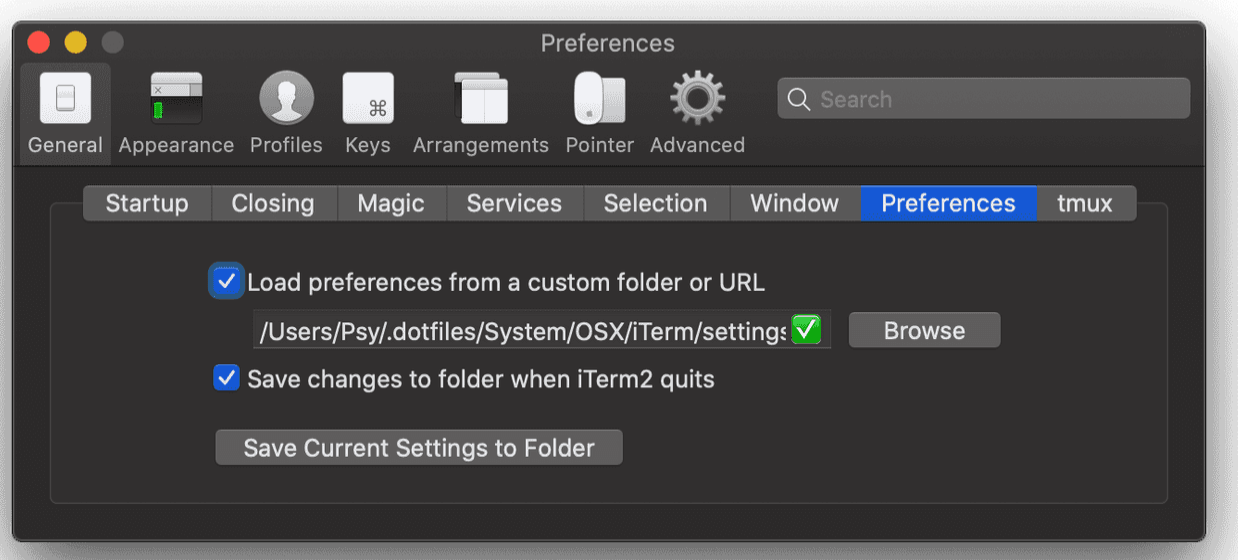 Preferences
General Appearance Profiles Keys Arrangements Pointer Advanced Search
Startup Closing Magic Services Selection Window Preferences tmux
Load preferences from a custom folder or URL
/Users/Psy/.dotfiles/System/OSX/iTerm/settings Browse
Save changes to folder when iTerm2 quits
Save Current Settings to Folder